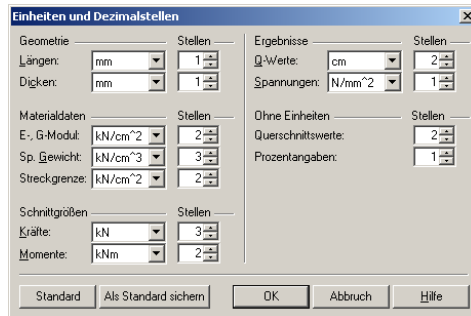 Einheiten und Dezimalstellen
Geometrie Stellen
Längen: mm 1
Dicken: mm 1
Materialdaten Stellen
E-, G-Modul: kN/cm^2 2
Sp. Gewicht: kN/cm^3 3
Streckgrenze: kN/cm^2 2
Schnittgrößen Stellen
Kräfte: kN 3
Momente: kNm 2
Ergebnisse Stellen
Q-Werte: cm 2
Spannungen: N/mm^2 1
Ohne Einheiten Stellen
Querschnittswerte: 2
Prozentangaben: 1
Standard Als Standard sichern OK Abbruch Hilfe